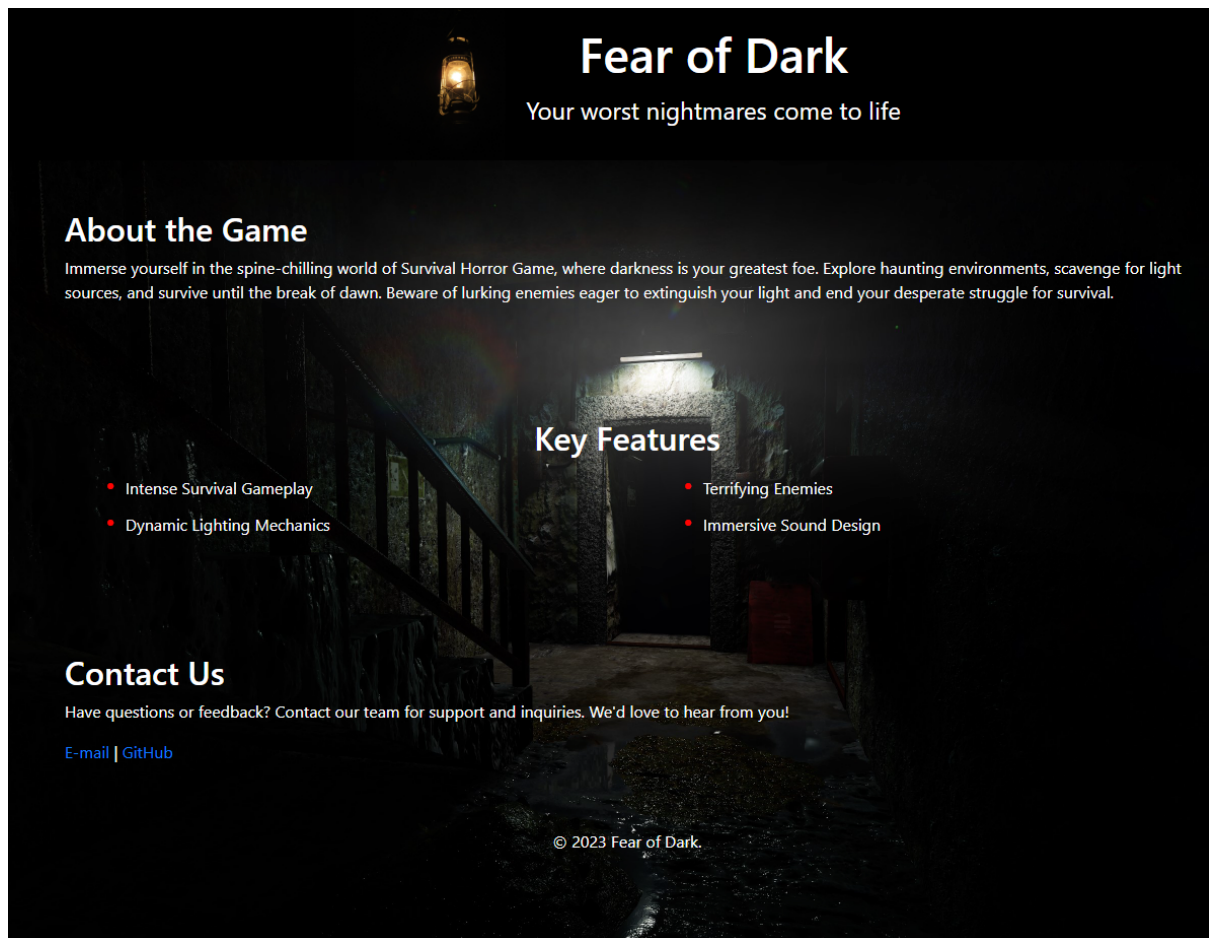 Fear of Dark
Your worst nightmares come to life
About the Game
Immerse yourself in the spine-chilling world of Survival Horror Game, where darkness is your greatest foe. Explore haunting environments, scavenge for light
sources, and survive until the break of dawn. Beware of lurking enemies eager to extinguish your light and end your desperate struggle for survival.
Key Features
Intense Survival Gameplay
Terrifying Enemies
Dynamic Lighting Mechanics
Immersive Sound Design
Contact Us
Have questions or feedback? Contact our team for support and inquiries. We'd love to hear from you!
E-mail | GitHub
© 2023 Fear of Dark.